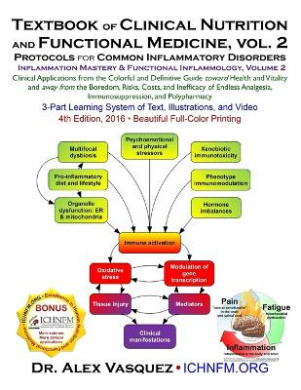 Textbook of Clinical Nutrition
and Functional Medicine, vol. 2
Protocols for Common Inflammatory Disorders
Inflammation Mastery & Functional Inflammology, Volume 2
Clinical Applications from the Colorful and Definitive Guide toward Health and Vitality
and away from the Boredom, Risks, Costs, and Inefficacy of Endless Analgesia,
Immunosuppression, and Polypharmacy
3-Part Learning System of Text, Illustrations, and Video
4th Edition, 2016 • Beautiful Full-Color Printing
Multifocal
dysbiosis
Psychoemotional
and physical
stressors
Xenobiotic
immunotoxicity
Pro-inflammatory
diet and lifestyle
Phenotype
immunomodulation
Organelle
dysfunction: ER
& mitochondria
Hormone
imbalances
Immune activation
Oxidative
stress
Modulation of
gene
transcription
Tissue injury
Mediators
Clinical
manifestations
BONUS
ICHNFM
Pain
Fatigue
Inflammation
Dr. Alex Vasquez • ICHNFM.ORG